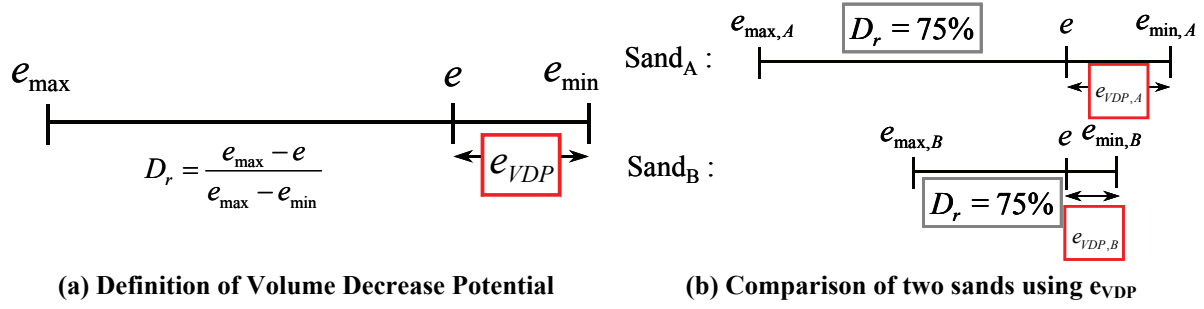 e_max e e_min
D_r = (e_max − e) / (e_max − e_min)
e_VDP
(a) Definition of Volume Decrease Potential
e_max,A D_r = 75% e e_min,A
Sand_A :
e_VDP,A
e_max,B e e_min,B
Sand_B :
D_r = 75%
e_VDP,B
(b) Comparison of two sands using e_VDP